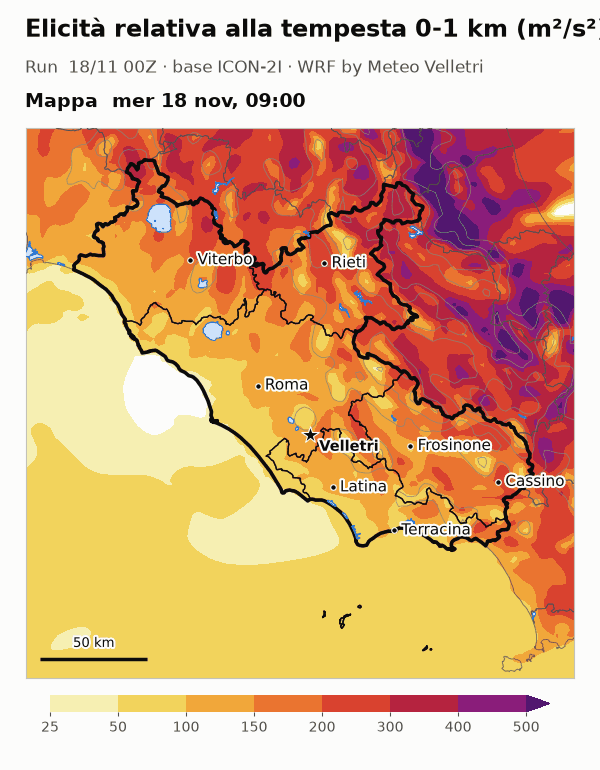 Elicità relativa alla tempesta 0-1 km (m²/s²)
Run  18/11 00Z · base ICON-2I · WRF by Meteo Velletri
Mappa  mer 18 nov, 09:00
Viterbo
Rieti
Roma
Velletri
Frosinone
Cassino
Latina
Terracina
50 km
25 50 100 150 200 300 400 500